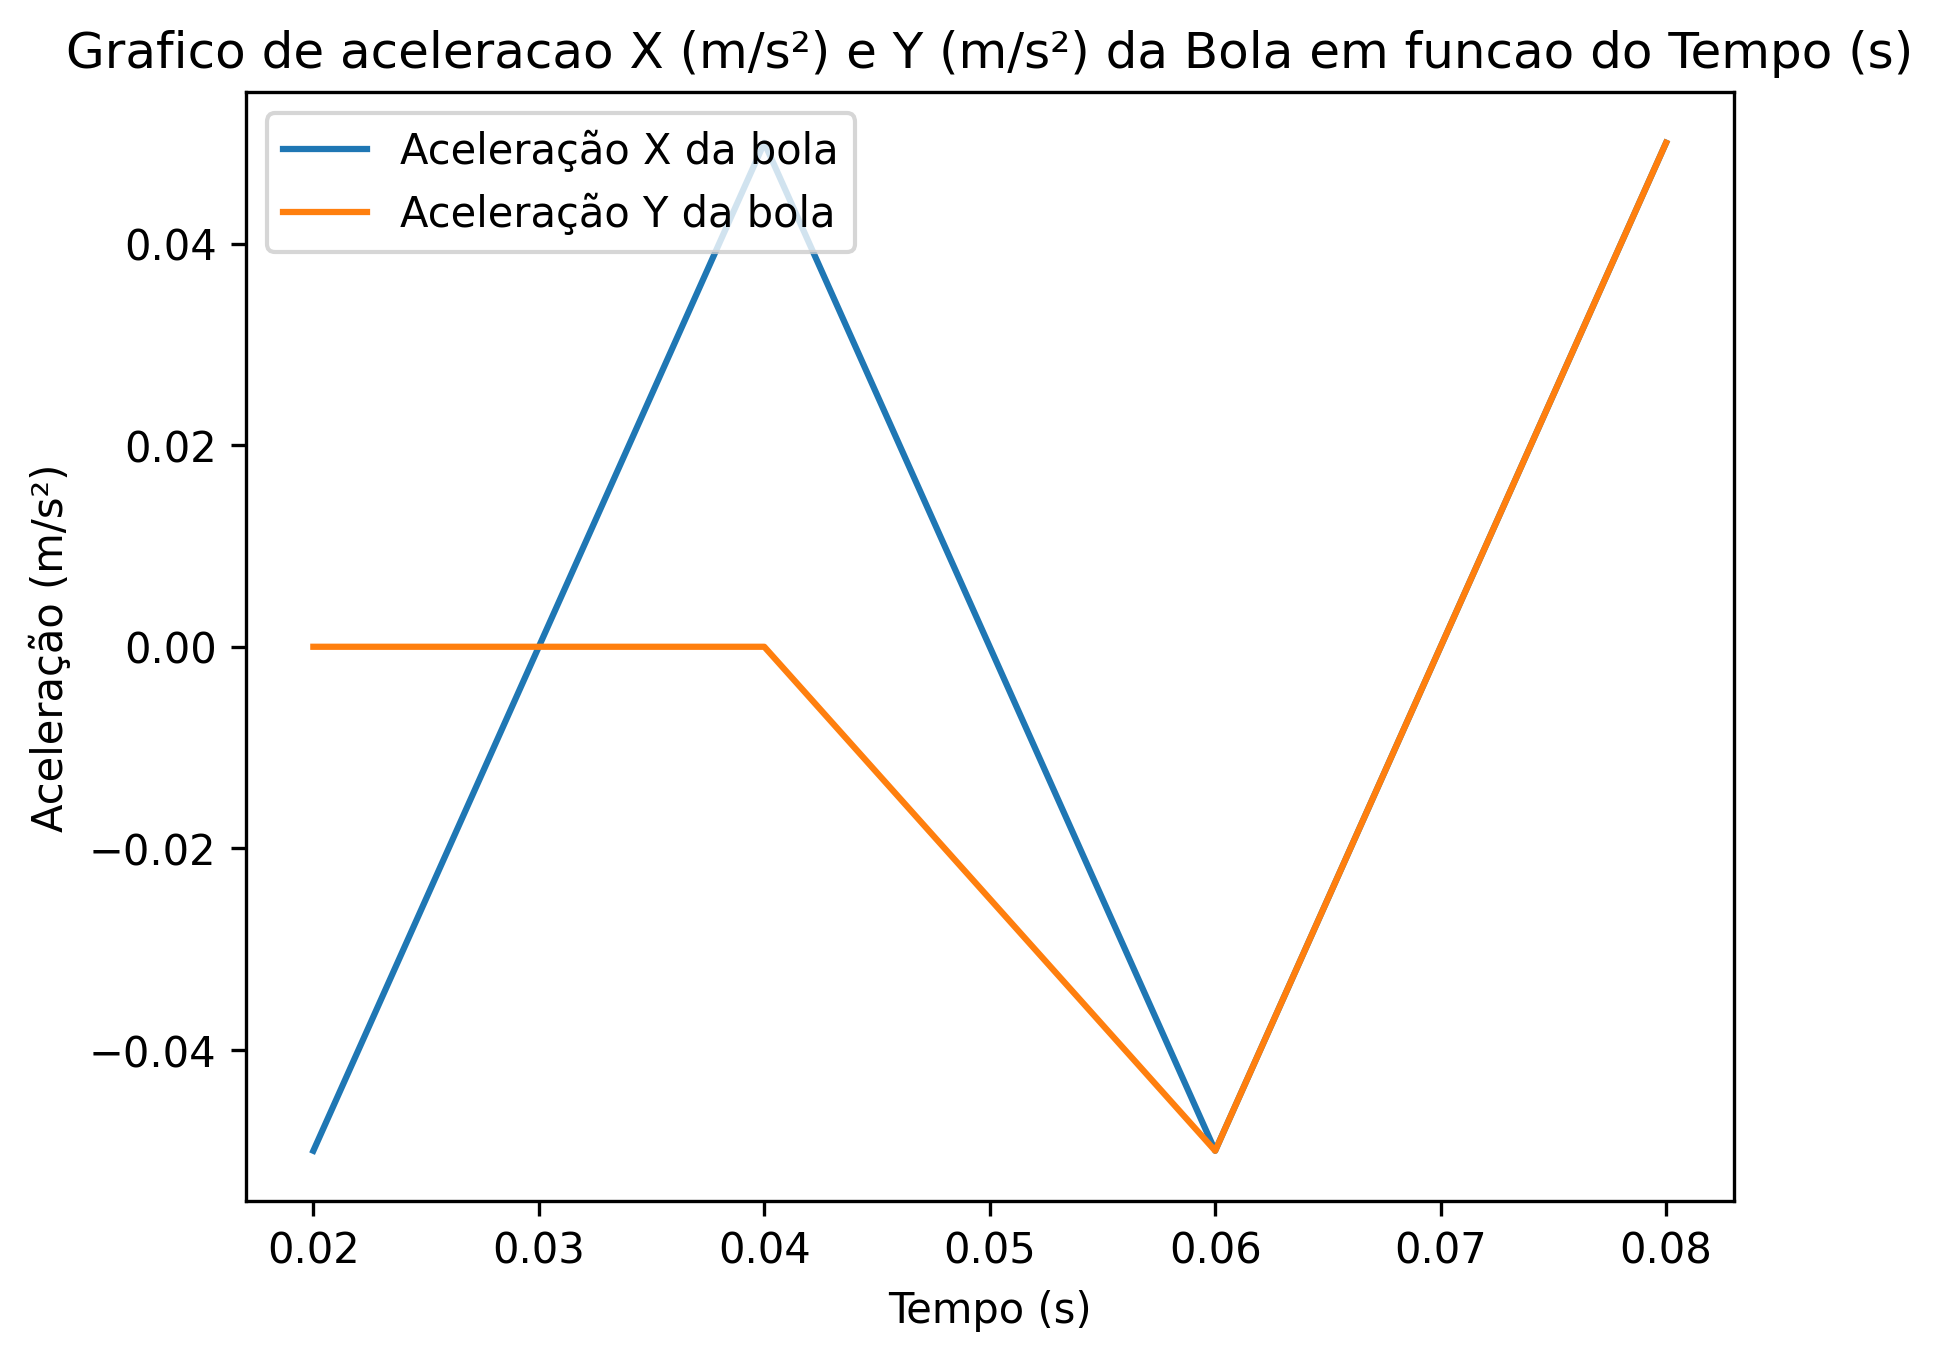 Grafico de aceleracao X (m/s²) e Y (m/s²) da Bola em funcao do Tempo (s)
Aceleração X da bola
Aceleração Y da bola
Aceleração (m/s²)
0.04
0.02
0.00
−0.02
−0.04
0.02 0.03 0.04 0.05 0.06 0.07 0.08
Tempo (s)